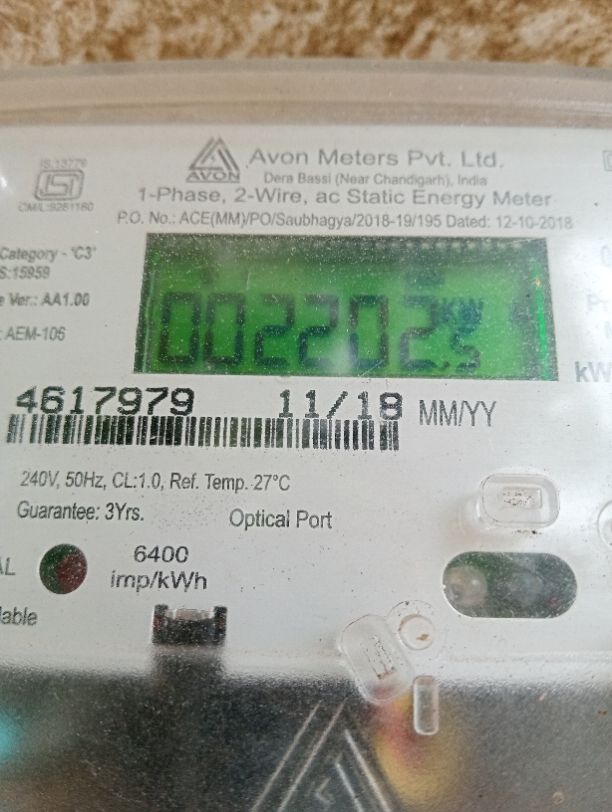 IS:13779
CM/L:9261160
AVON
Avon Meters Pvt. Ltd.
Dera Bassi (Near Chandigarh), India
1-Phase, 2-Wire, ac Static Energy Meter
P.O. No.: ACE(MM)/PO/Saubhagya/2018-19/195 Dated: 12-10-2018
Category - 'C3'
S:15959
Ver.: AA1.00
AEM-106
002202.5
kW
4617979 11/18 MM/YY
240V, 50Hz, CL:1.0, Ref. Temp. 27°C
Guarantee: 3Yrs.
Optical Port
6400
imp/kWh